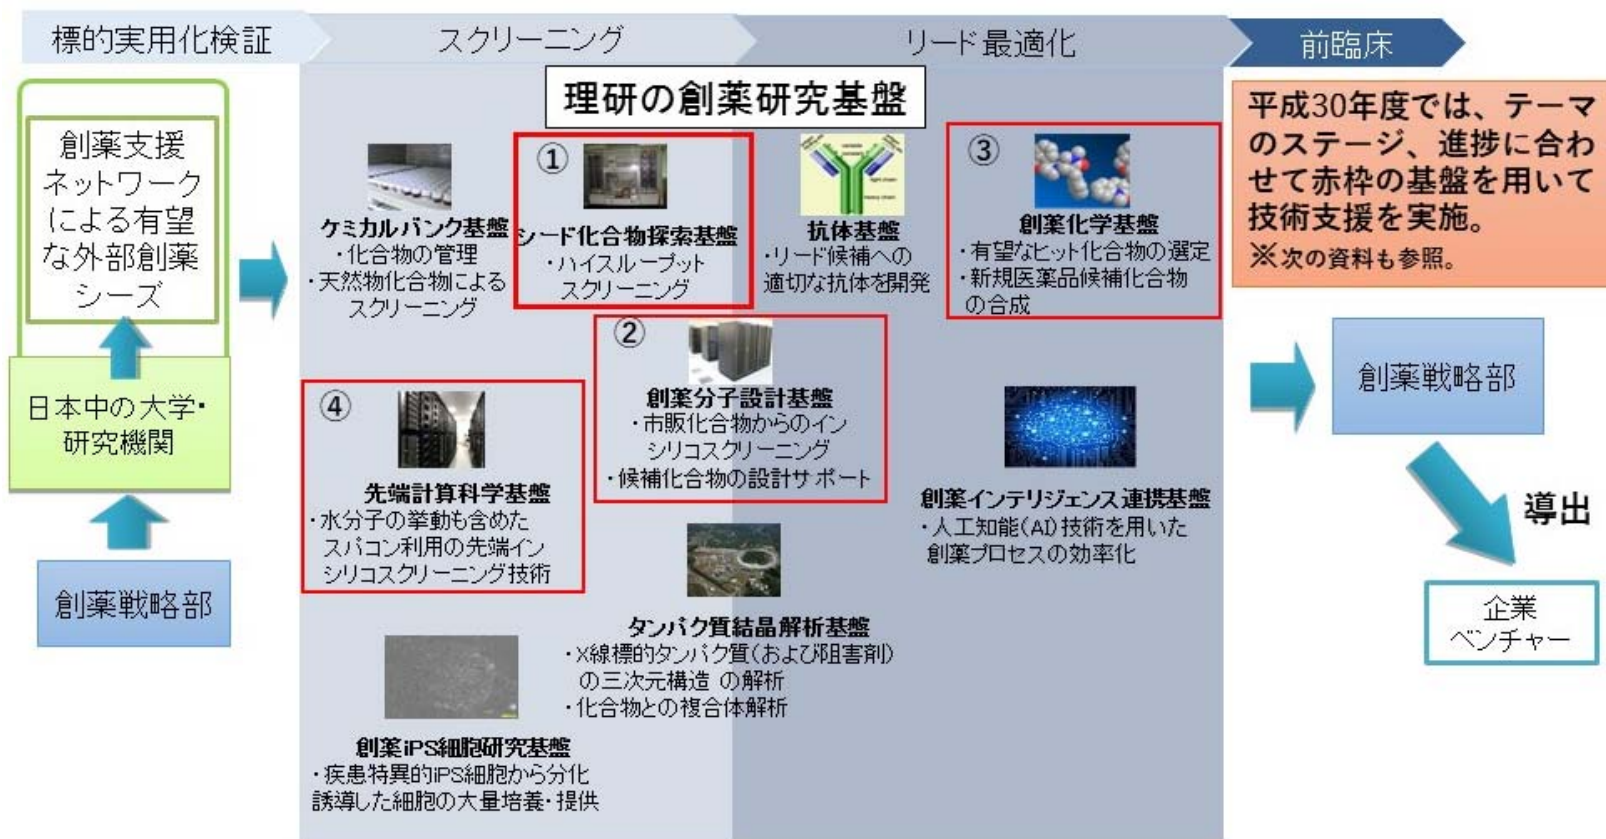 標的実用化検証
スクリーニング
リード最適化
前臨床
理研の創薬研究基盤
創薬支援
ネットワーク
による有望
な外部創薬
シーズ
日本中の大学・
研究機関
創薬戦略部
ケミカルバンク基盤
・化合物の管理
・天然物化合物による
スクリーニング
①
シード化合物探索基盤
・ハイスループット
スクリーニング
抗体基盤
・リード候補への
適切な抗体を開発
③
創薬化学基盤
・有望なヒット化合物の選定
・新規医薬品候補化合物
の合成
②
創薬分子設計基盤
・市販化合物からのイン
シリコスクリーニング
・候補化合物の設計サポート
④
先端計算科学基盤
・水分子の挙動も含めた
スパコン利用の先端イン
シリコスクリーニング技術
創薬インテリジェンス連携基盤
・人工知能(AI)技術を用いた
創薬プロセスの効率化
タンパク質結晶解析基盤
・X線標的タンパク質(および阻害剤)
の三次元構造 の解析
・化合物との複合体解析
創薬iPS細胞研究基盤
・疾患特異的iPS細胞から分化
誘導した細胞の大量培養・提供
平成30年度では、テーマ
のステージ、進捗に合わ
せて赤枠の基盤を用いて
技術支援を実施。
※次の資料も参照。
創薬戦略部
導出
企業
ベンチャー